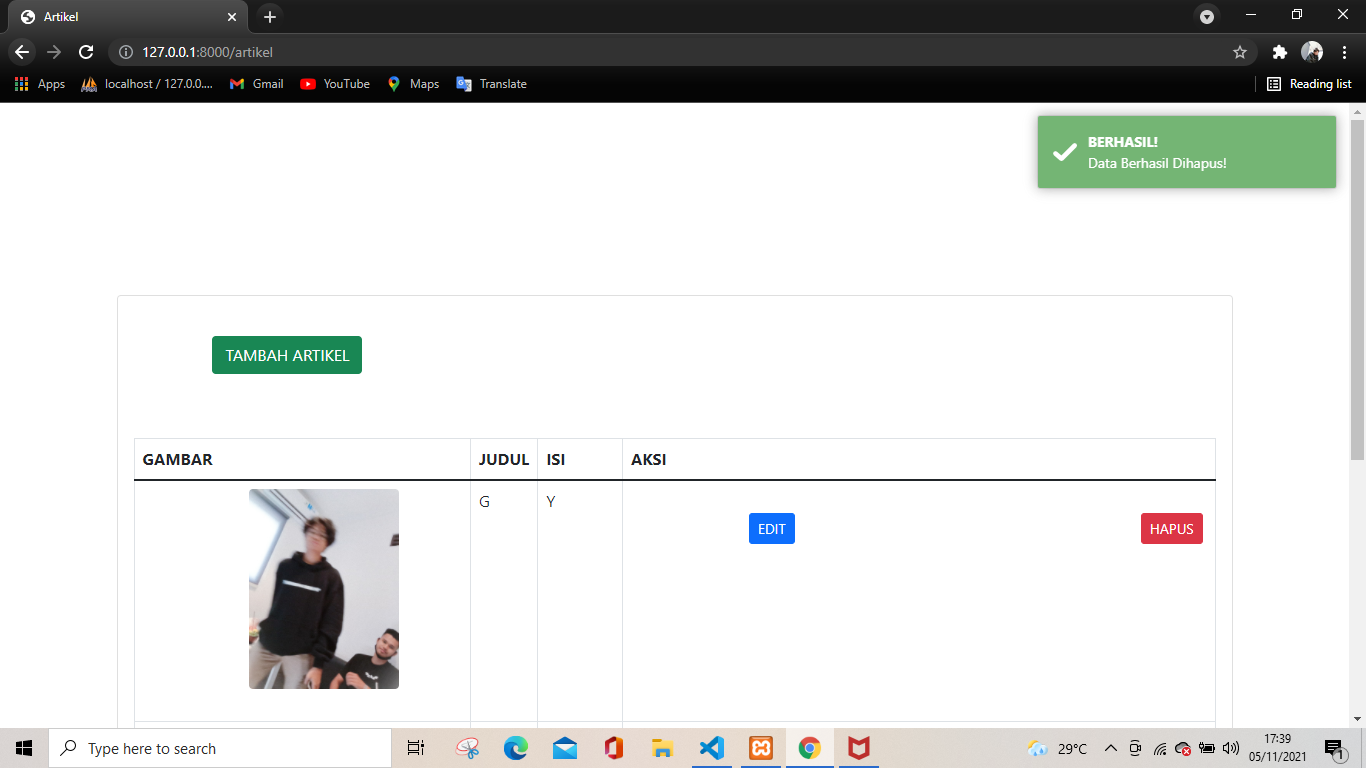 Artikel
127.0.0.1:8000/artikel
Apps localhost / 127.0.0.... Gmail YouTube Maps Translate Reading list
BERHASIL!
Data Berhasil Dihapus!
TAMBAH ARTIKEL
GAMBAR JUDUL ISI AKSI
G Y EDIT HAPUS
Type here to search 29°C 17:39
05/11/2021 1